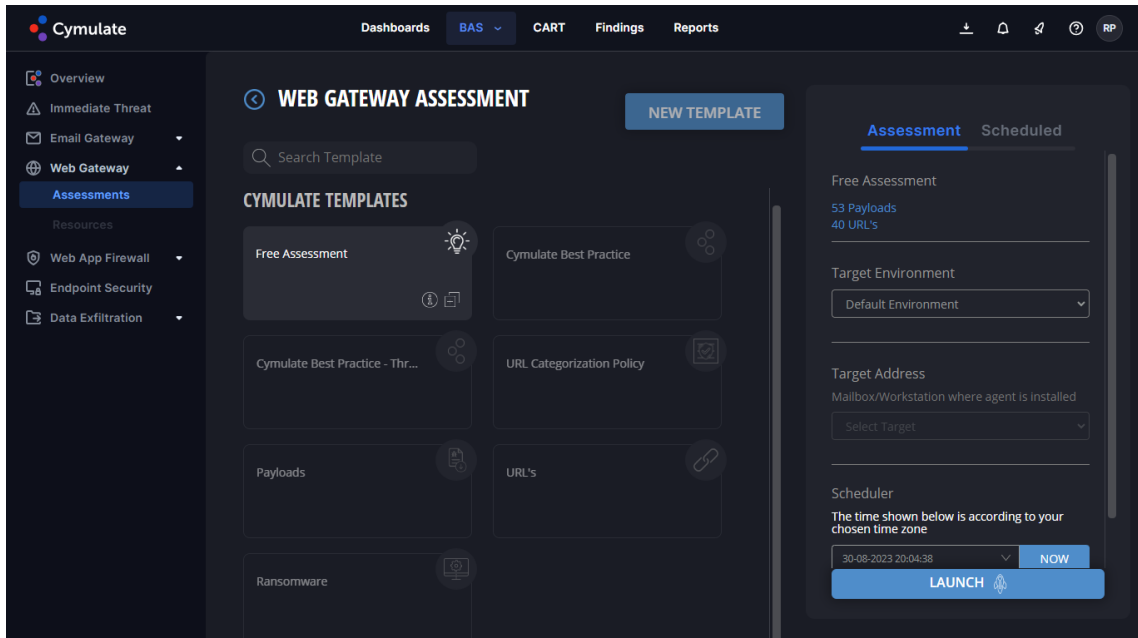 Cymulate
Dashboards
BAS
CART
Findings
Reports
RP
Overview
Immediate Threat
Email Gateway
Web Gateway
Assessments
Resources
Web App Firewall
Endpoint Security
Data Exfiltration
WEB GATEWAY ASSESSMENT
NEW TEMPLATE
Search Template
CYMULATE TEMPLATES
Free Assessment
Cymulate Best Practice
Cymulate Best Practice - Thr...
URL Categorization Policy
Payloads
URL's
Ransomware
Assessment
Scheduled
Free Assessment
53 Payloads
40 URL's
Target Environment
Default Environment
Target Address
Mailbox/Workstation where agent is installed
Select Target
Scheduler
The time shown below is according to your
chosen time zone
30-08-2023 20:04:38
NOW
LAUNCH